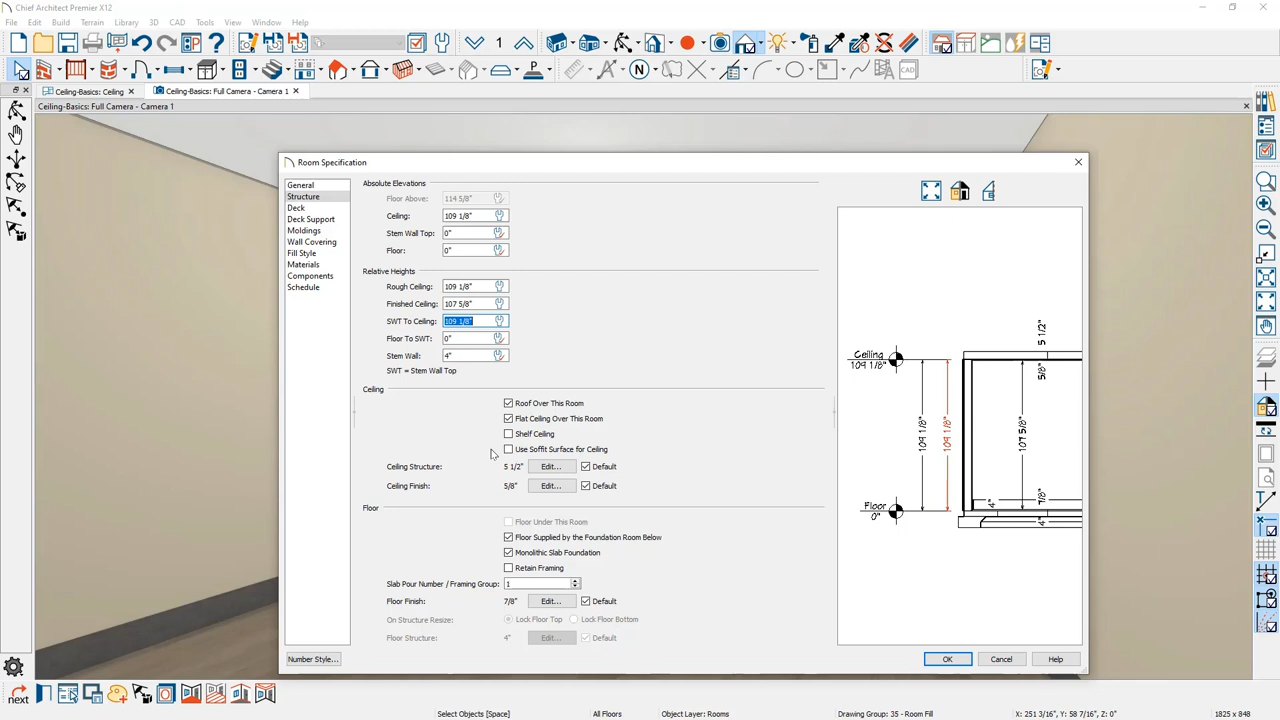 Chief Architect Premier X12
File Edit Build Terrain Library 3D CAD Tools View Window Help
1
N
A
P
CAD
Ceiling-Basics: Ceiling
Ceiling-Basics: Full Camera - Camera 1
Ceiling-Basics: Full Camera - Camera 1
Room Specification
General
Structure
Deck
Deck Support
Moldings
Wall Covering
Fill Style
Materials
Components
Schedule
Absolute Elevations
Floor Above: 114 5/8"
Ceiling: 109 1/8"
Stem Wall Top: 0"
Floor: 0"
Relative Heights
Rough Ceiling: 109 1/8"
Finished Ceiling: 107 5/8"
SWT To Ceiling: 109 1/8"
Floor To SWT: 0"
Stem Wall: 4"
SWT = Stem Wall Top
Ceiling
Roof Over This Room
Flat Ceiling Over This Room
Shelf Ceiling
Use Soffit Surface for Ceiling
Ceiling Structure: 5 1/2" Edit... Default
Ceiling Finish: 5/8" Edit... Default
Floor
Floor Under This Room
Floor Supplied by the Foundation Room Below
Monolithic Slab Foundation
Retain Framing
Slab Pour Number / Framing Group: 1
Floor Finish: 7/8" Edit... Default
On Structure Resize: Lock Floor Top Lock Floor Bottom
Floor Structure: 4" Edit... Default
5 1/2"
Ceiling
109 1/8"
5/8"
109 1/8"
109 1/8"
107 5/8"
Floor
0"
4"
7/8"
4"
Number Style...
OK Cancel Help
next
Select Objects [Space] All Floors Object Layer: Rooms Drawing Group: 35 - Room Fill X: 251 3/16", Y: 58 7/16", Z: 0" 1825 x 848